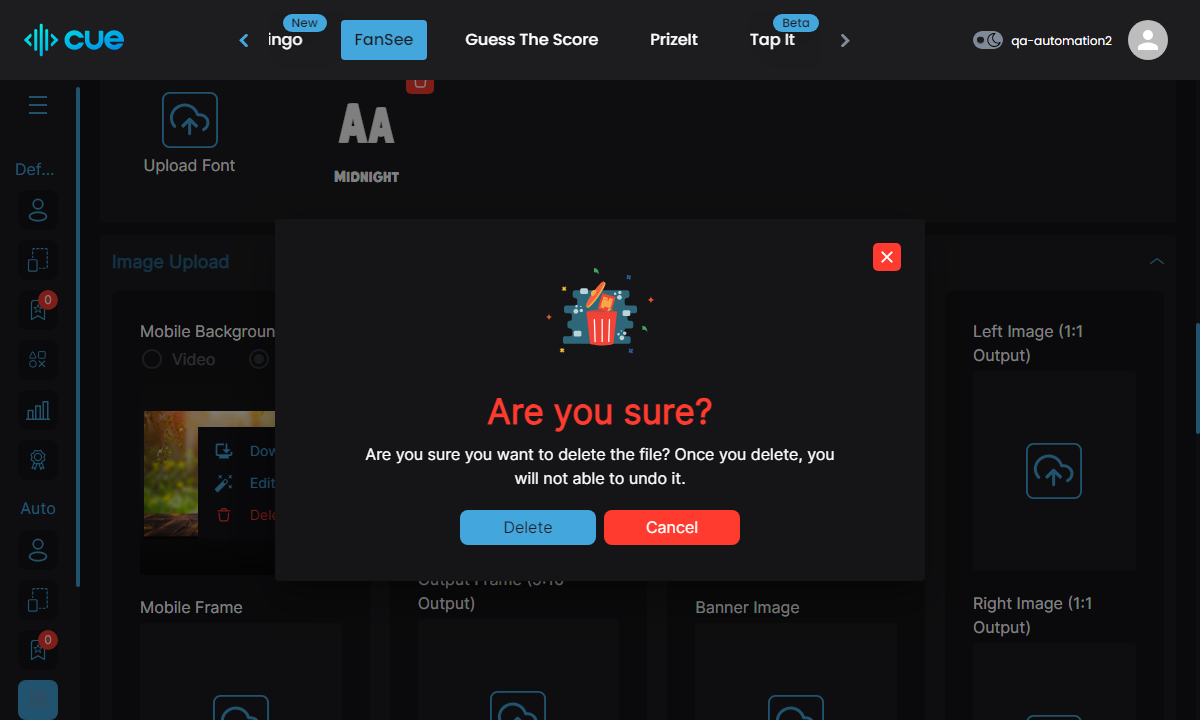 cue
ingo
New
FanSee
Guess The Score
PrizeIt
Tap It
Beta
qa-automation2
Def...
0
Auto
0
Upload Font
AA
MIDNIGHT
Image Upload
Mobile Backgroun
Video
Dow
Edit
Dele
Left Image (1:1
Output)
Are you sure?
Are you sure you want to delete the file? Once you delete, you
will not able to undo it.
Delete
Cancel
Mobile Frame
Output Frame (9:16
Output)
Banner Image
Right Image (1:1
Output)